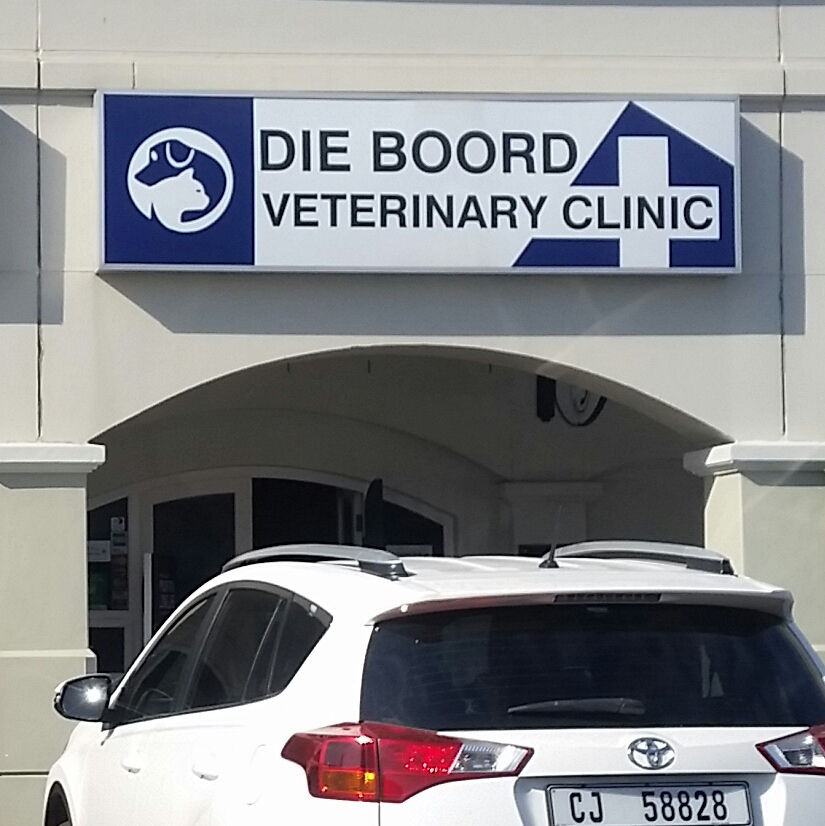 DIE BOORD
VETERINARY CLINIC
CJ 58828